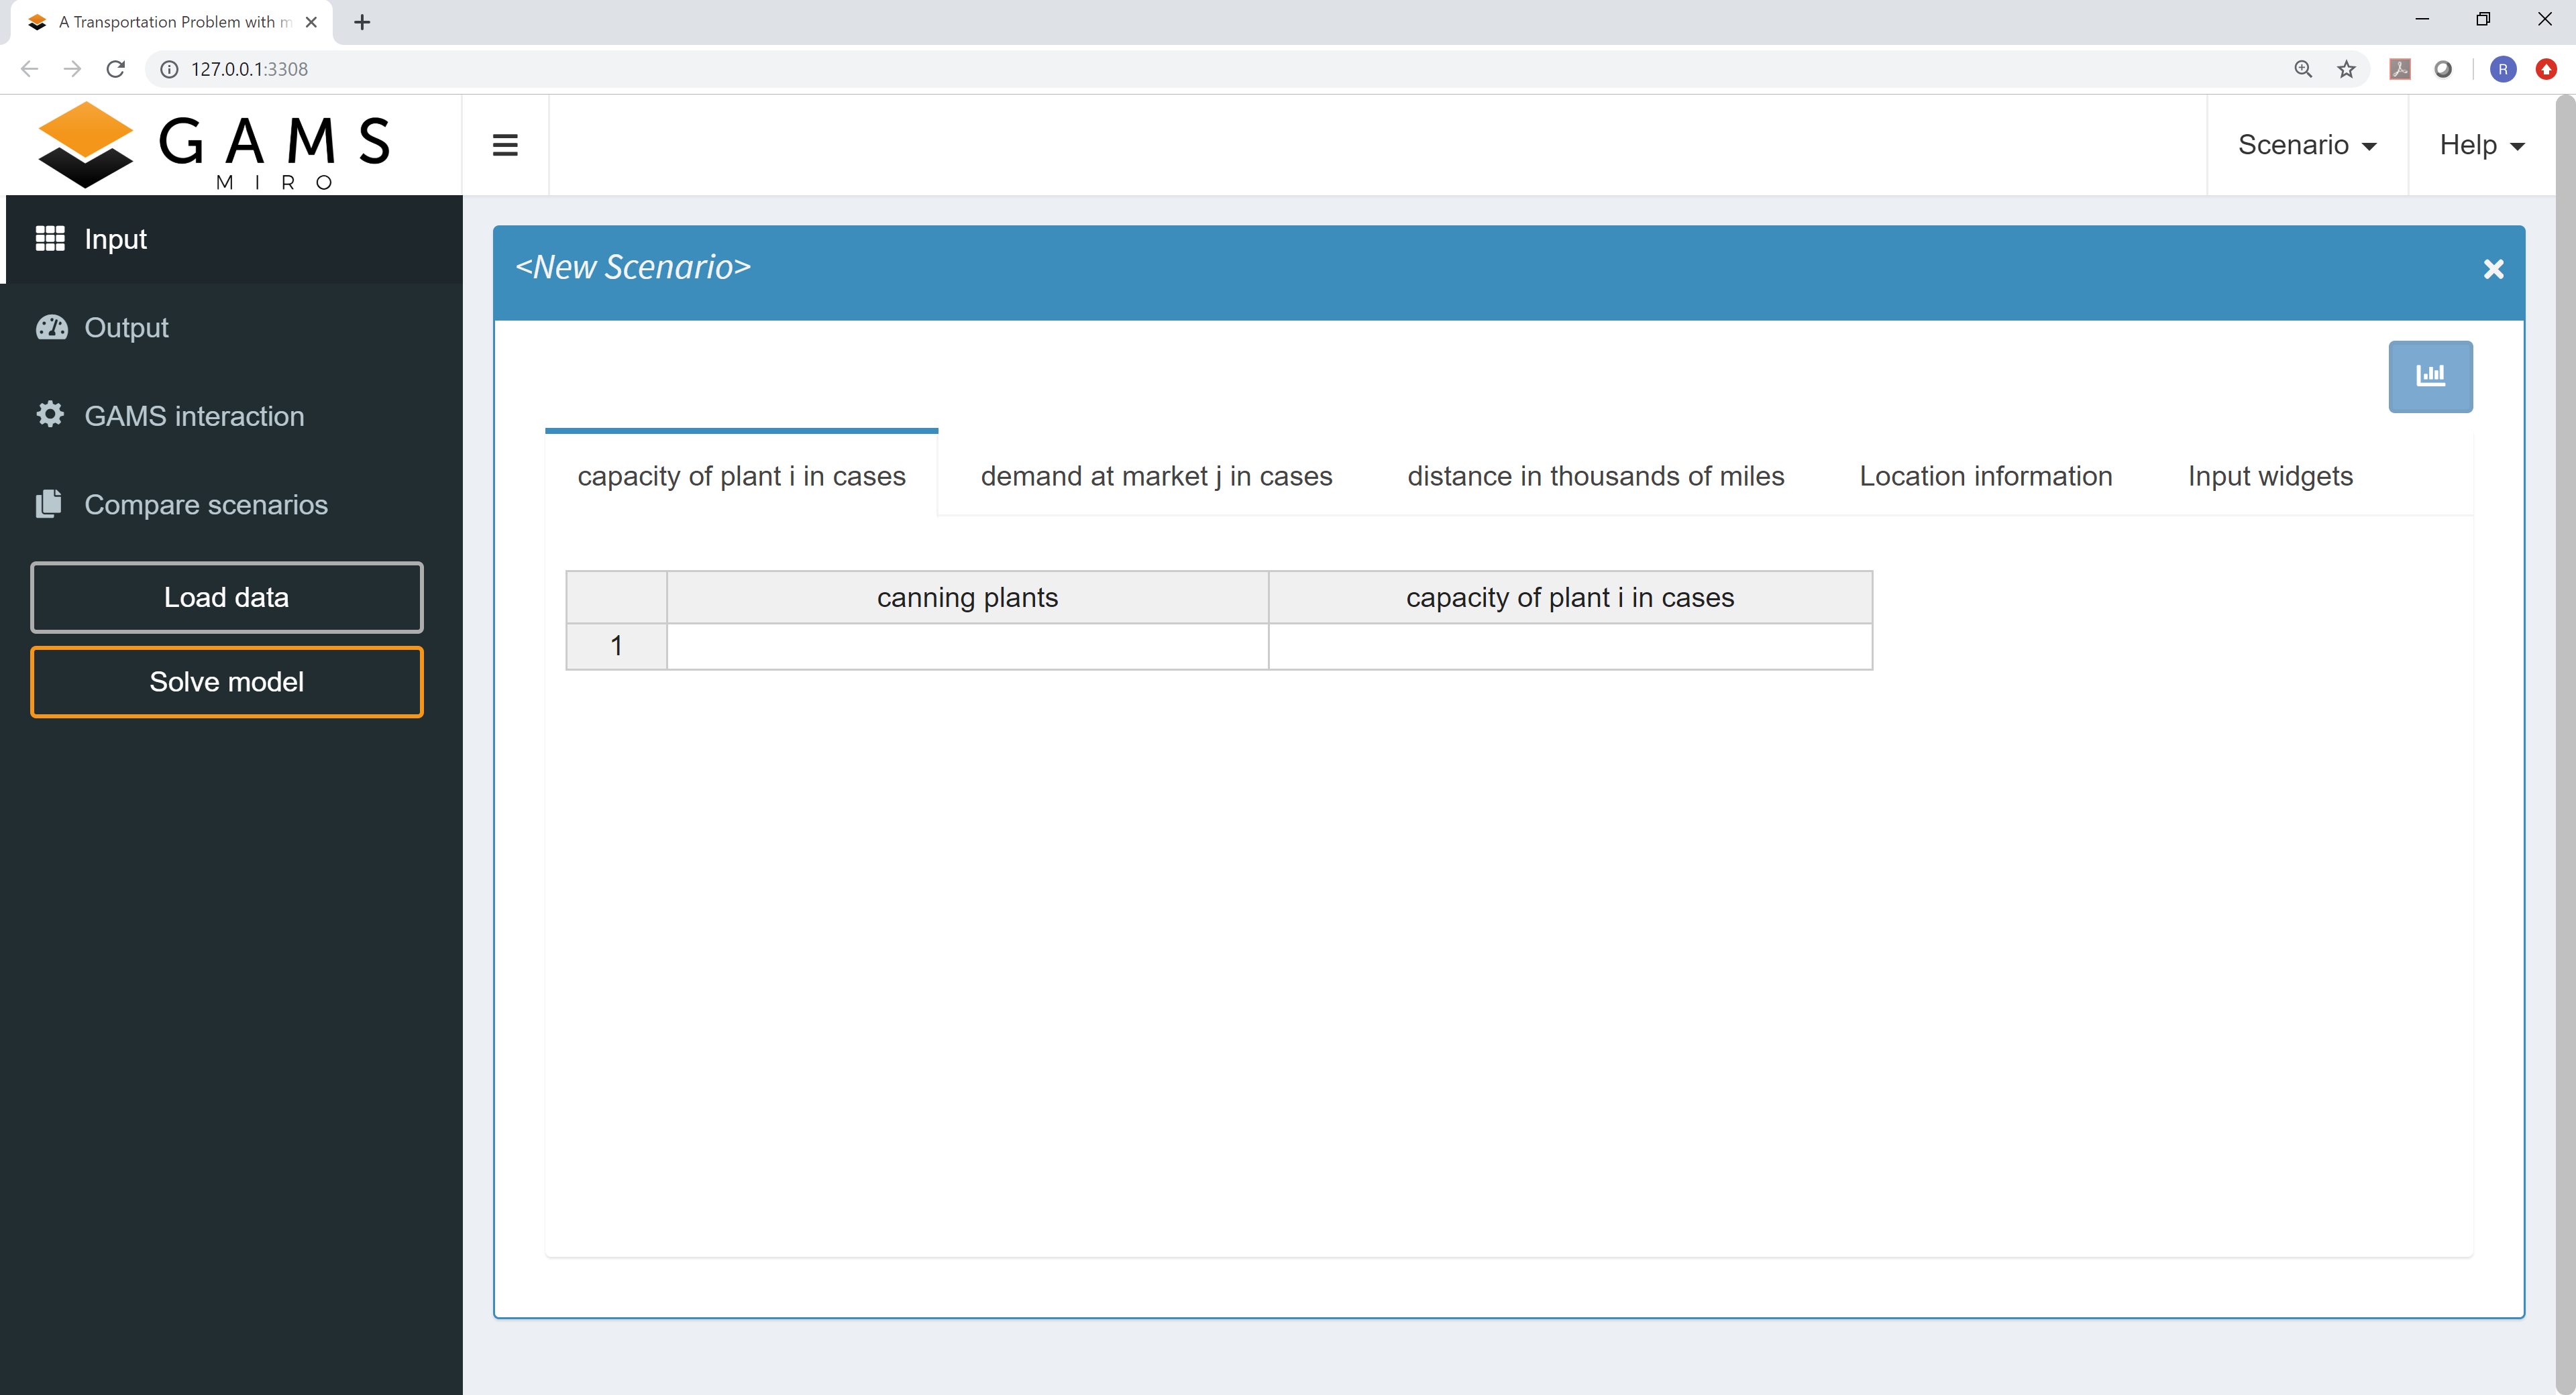 A Transportation Problem with m
127.0.0.1:3308
R
GAMS
MIRO
Scenario
Help
Input
Output
GAMS interaction
Compare scenarios
Load data
Solve model
<New Scenario>
capacity of plant i in cases
demand at market j in cases
distance in thousands of miles
Location information
Input widgets
canning plants
capacity of plant i in cases
1